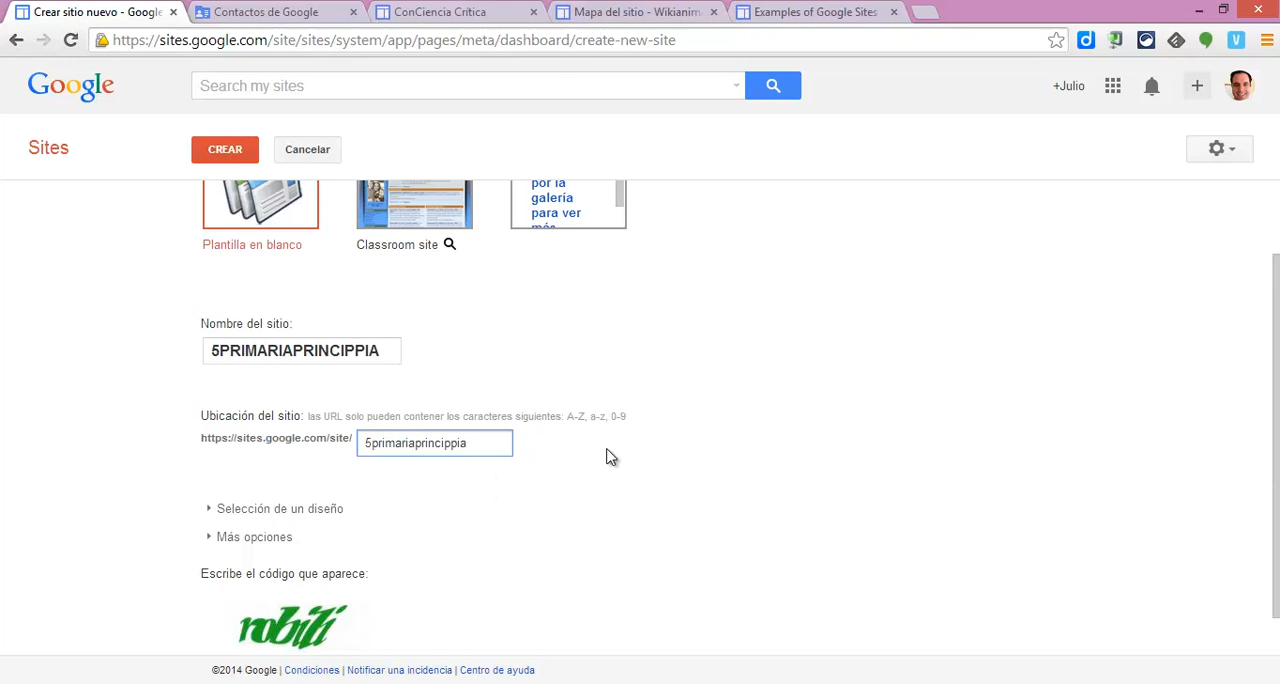 Crear sitio nuevo - Google
Contactos de Google
ConCiencia Crítica
Mapa del sitio - Wikianim
Examples of Google Sites
https://sites.google.com/site/sites/system/app/pages/meta/dashboard/create-new-site
Google
Search my sites
+Julio
Sites
CREAR
Cancelar
por la
galería
para ver
más
Plantilla en blanco
Classroom site
Nombre del sitio:
5PRIMARIAPRINCIPPIA
Ubicación del sitio: las URL solo pueden contener los caracteres siguientes: A-Z, a-z, 0-9
https://sites.google.com/site/ 5primariaprincippia
Selección de un diseño
Más opciones
Escribe el código que aparece:
©2014 Google | Condiciones | Notificar una incidencia | Centro de ayuda